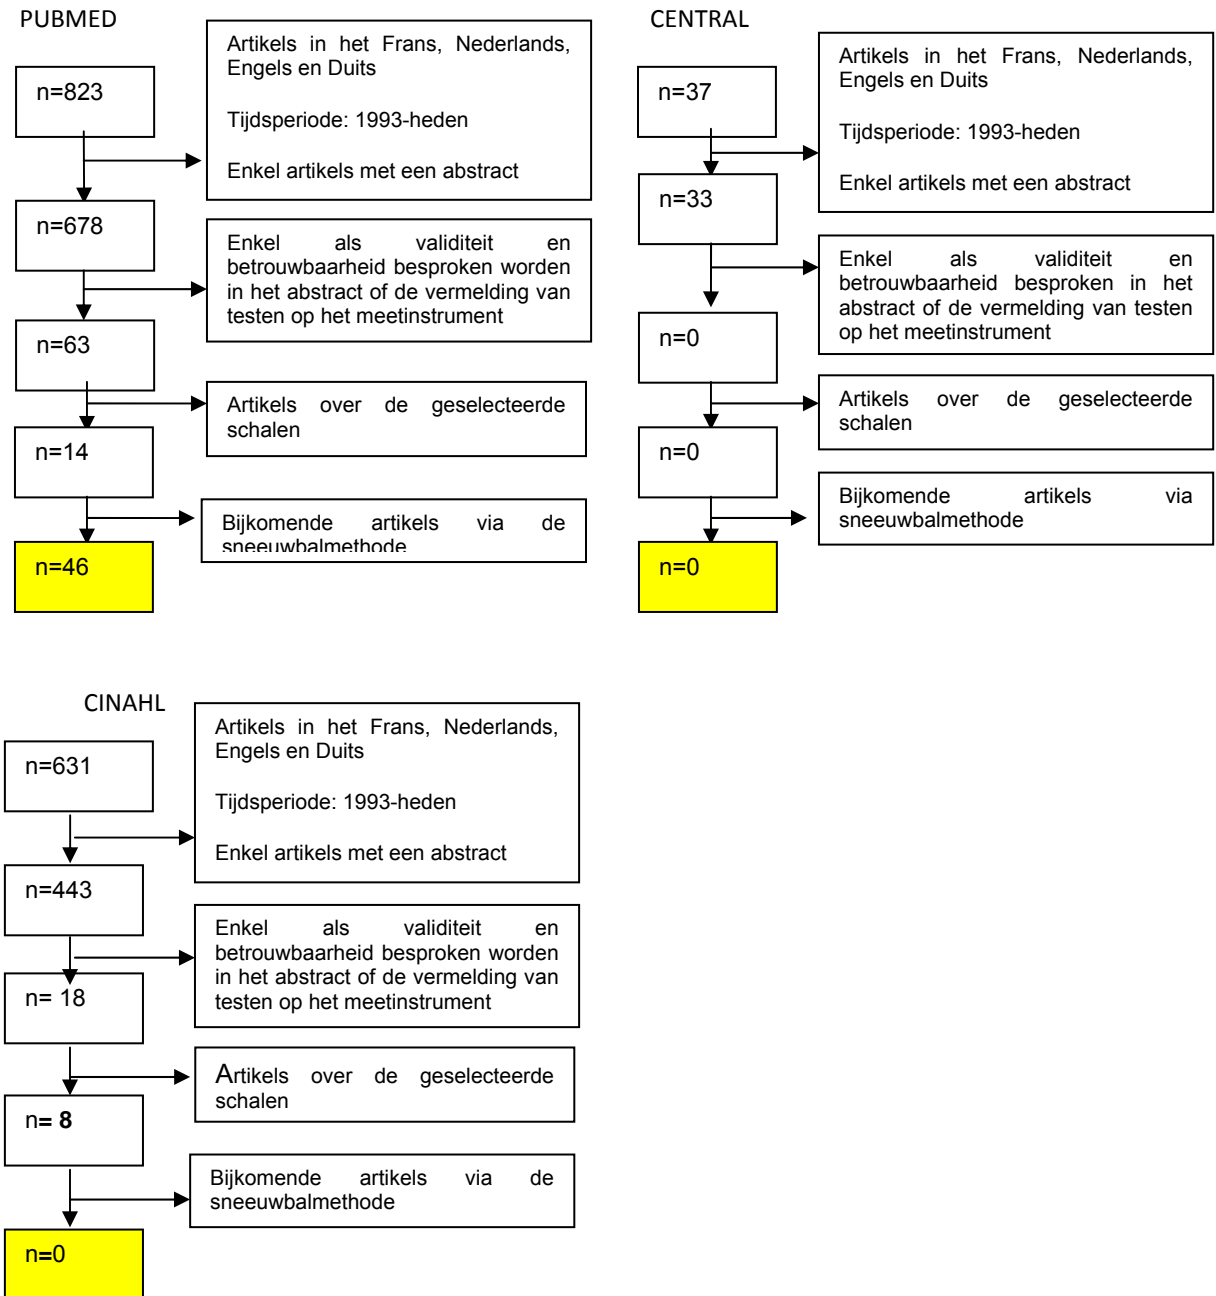 PUBMED
n=823
Artikels in het Frans, Nederlands,
Engels en Duits
Tijdsperiode: 1993-heden
Enkel artikels met een abstract
n=678
Enkel als validiteit en
betrouwbaarheid besproken worden
in het abstract of de vermelding van
testen op het meetinstrument
n=63
Artikels over de geselecteerde
schalen
n=14
Bijkomende artikels via de
sneeuwbalmethode
n=46
CENTRAL
n=37
Artikels in het Frans, Nederlands,
Engels en Duits
Tijdsperiode: 1993-heden
Enkel artikels met een abstract
n=33
Enkel als validiteit en
betrouwbaarheid besproken in het
abstract of de vermelding van testen
op het meetinstrument
n=0
Artikels over de geselecteerde
schalen
n=0
Bijkomende artikels via
sneeuwbalmethode
n=0
CINAHL
n=631
Artikels in het Frans, Nederlands,
Engels en Duits
Tijdsperiode: 1993-heden
Enkel artikels met een abstract
n=443
Enkel als validiteit en
betrouwbaarheid besproken worden
in het abstract of de vermelding van
testen op het meetinstrument
n= 18
Artikels over de geselecteerde
schalen
n= 8
Bijkomende artikels via de
sneeuwbalmethode
n=0